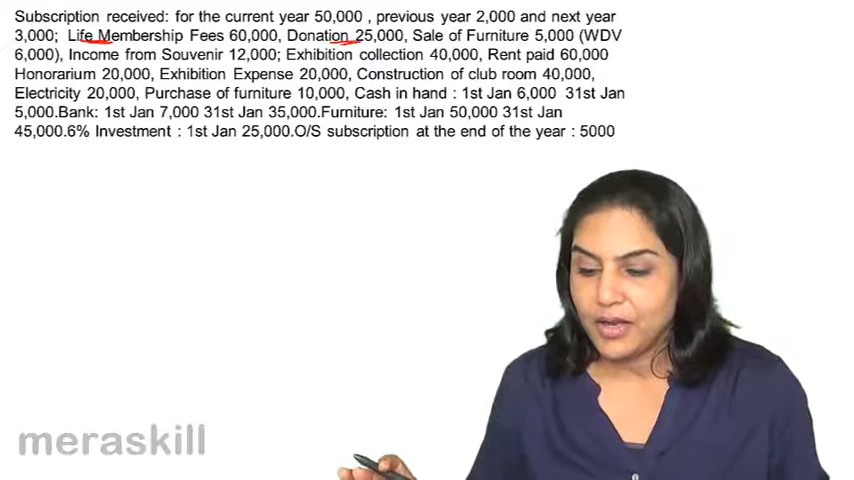 Subscription received: for the current year 50,000 , previous year 2,000 and next year
3,000; Life Membership Fees 60,000, Donation 25,000, Sale of Furniture 5,000 (WDV
6,000), Income from Souvenir 12,000; Exhibition collection 40,000, Rent paid 60,000
Honorarium 20,000, Exhibition Expense 20,000, Construction of club room 40,000,
Electricity 20,000, Purchase of furniture 10,000, Cash in hand : 1st Jan 6,000 31st Jan
5,000.Bank: 1st Jan 7,000 31st Jan 35,000.Furniture: 1st Jan 50,000 31st Jan
45,000.6% Investment : 1st Jan 25,000.O/S subscription at the end of the year : 5000
meraskill